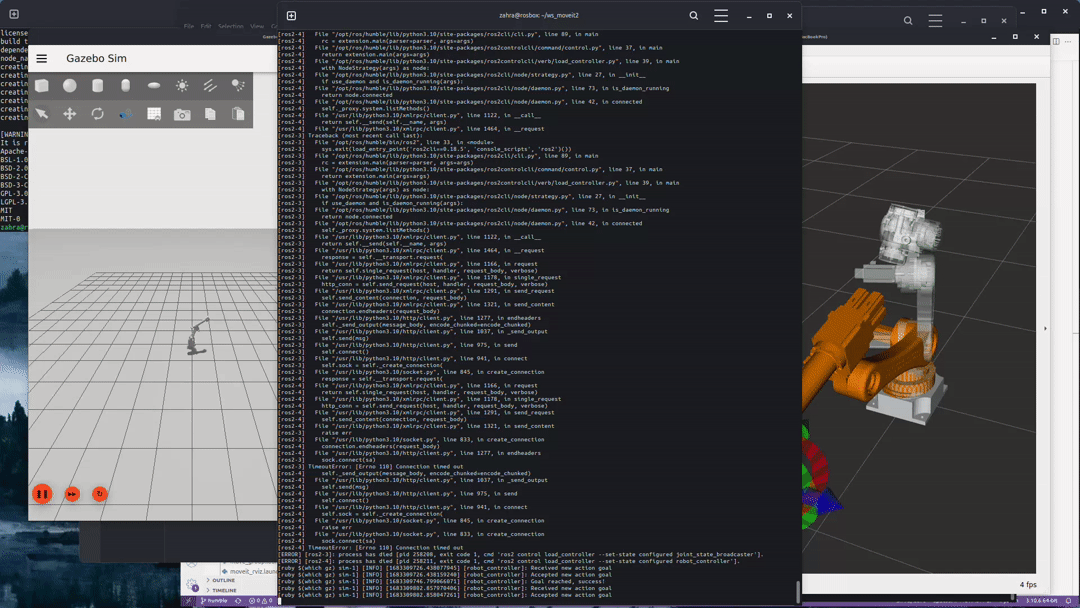 zahra@rosbox: ~/ws_moveit2
File Edit Selection View
license
build t
depende
node_na
creatin
creatin
creatin
creatin
creatin
creatin
[WARNIN
It is r
Apache-
BSL-1.0
BSD-2.0
BSD-2-C
BSD-3-C
GPL-3.0
LGPL-3.
MIT
MIT-0
zahra@r
Gazebo Sim
[ros2-4] File "/opt/ros/humble/lib/python3.10/site-packages/ros2cli/cli.py", line 89, in main
[ros2-4] rc = extension.main(parser=parser, args=args)
[ros2-4] File "/opt/ros/humble/lib/python3.10/site-packages/ros2controlcli/command/control.py", line 37, in main
[ros2-4] return extension.main(args=args)
[ros2-4] File "/opt/ros/humble/lib/python3.10/site-packages/ros2controlcli/verb/load_controller.py", line 39, in main
[ros2-4] with NodeStrategy(args) as node:
[ros2-4] File "/opt/ros/humble/lib/python3.10/site-packages/ros2cli/node/strategy.py", line 27, in __init__
[ros2-4] if use_daemon and is_daemon_running(args):
[ros2-4] File "/opt/ros/humble/lib/python3.10/site-packages/ros2cli/node/daemon.py", line 73, in is_daemon_running
[ros2-4] return node.connected
[ros2-4] File "/opt/ros/humble/lib/python3.10/site-packages/ros2cli/node/daemon.py", line 42, in connected
[ros2-4] self._proxy.system.listMethods()
[ros2-4] File "/usr/lib/python3.10/xmlrpc/client.py", line 1122, in __call__
[ros2-4] return self.__send(self.__name, args)
[ros2-4] File "/usr/lib/python3.10/xmlrpc/client.py", line 1464, in __request
[ros2-3] Traceback (most recent call last):
[ros2-3] File "/opt/ros/humble/bin/ros2", line 33, in <module>
[ros2-3] sys.exit(load_entry_point('ros2cli==0.18.5', 'console_scripts', 'ros2')())
[ros2-3] File "/opt/ros/humble/lib/python3.10/site-packages/ros2cli/cli.py", line 89, in main
[ros2-3] rc = extension.main(parser=parser, args=args)
[ros2-3] File "/opt/ros/humble/lib/python3.10/site-packages/ros2controlcli/command/control.py", line 37, in main
[ros2-3] return extension.main(args=args)
[ros2-3] File "/opt/ros/humble/lib/python3.10/site-packages/ros2controlcli/verb/load_controller.py", line 39, in main
[ros2-3] with NodeStrategy(args) as node:
[ros2-3] File "/opt/ros/humble/lib/python3.10/site-packages/ros2cli/node/strategy.py", line 27, in __init__
[ros2-3] if use_daemon and is_daemon_running(args):
[ros2-3] File "/opt/ros/humble/lib/python3.10/site-packages/ros2cli/node/daemon.py", line 73, in is_daemon_running
[ros2-3] return node.connected
[ros2-3] File "/opt/ros/humble/lib/python3.10/site-packages/ros2cli/node/daemon.py", line 42, in connected
[ros2-3] self._proxy.system.listMethods()
[ros2-3] File "/usr/lib/python3.10/xmlrpc/client.py", line 1122, in __call__
[ros2-3] return self.__send(self.__name, args)
[ros2-3] File "/usr/lib/python3.10/xmlrpc/client.py", line 1464, in __request
[ros2-3] response = self.__transport.request(
[ros2-3] File "/usr/lib/python3.10/xmlrpc/client.py", line 1166, in request
[ros2-3] return self.single_request(host, handler, request_body, verbose)
[ros2-3] File "/usr/lib/python3.10/xmlrpc/client.py", line 1178, in single_request
[ros2-3] http_conn = self.send_request(host, handler, request_body, verbose)
[ros2-3] File "/usr/lib/python3.10/xmlrpc/client.py", line 1291, in send_request
[ros2-3] self.send_content(connection, request_body)
[ros2-3] File "/usr/lib/python3.10/xmlrpc/client.py", line 1321, in send_content
[ros2-3] connection.endheaders(request_body)
[ros2-3] File "/usr/lib/python3.10/http/client.py", line 1277, in endheaders
[ros2-3] self._send_output(message_body, encode_chunked=encode_chunked)
[ros2-3] File "/usr/lib/python3.10/http/client.py", line 1037, in _send_output
[ros2-3] self.send(msg)
[ros2-3] File "/usr/lib/python3.10/http/client.py", line 975, in send
[ros2-3] self.connect()
[ros2-3] File "/usr/lib/python3.10/http/client.py", line 941, in connect
[ros2-3] self.sock = self._create_connection(
[ros2-3] File "/usr/lib/python3.10/socket.py", line 845, in create_connection
[ros2-4] response = self.__transport.request(
[ros2-4] File "/usr/lib/python3.10/xmlrpc/client.py", line 1166, in request
[ros2-4] return self.single_request(host, handler, request_body, verbose)
[ros2-4] File "/usr/lib/python3.10/xmlrpc/client.py", line 1178, in single_request
[ros2-4] http_conn = self.send_request(host, handler, request_body, verbose)
[ros2-4] File "/usr/lib/python3.10/xmlrpc/client.py", line 1291, in send_request
[ros2-4] self.send_content(connection, request_body)
[ros2-4] File "/usr/lib/python3.10/xmlrpc/client.py", line 1321, in send_content
[ros2-3] raise err
[ros2-3] File "/usr/lib/python3.10/socket.py", line 833, in create_connection
[ros2-4] connection.endheaders(request_body)
[ros2-4] File "/usr/lib/python3.10/http/client.py", line 1277, in endheaders
[ros2-3] sock.connect(sa)
[ros2-3] TimeoutError: [Errno 110] Connection timed out
[ros2-4] self._send_output(message_body, encode_chunked=encode_chunked)
[ros2-4] File "/usr/lib/python3.10/http/client.py", line 1037, in _send_output
[ros2-4] self.send(msg)
[ros2-4] File "/usr/lib/python3.10/http/client.py", line 975, in send
[ros2-4] self.connect()
[ros2-4] File "/usr/lib/python3.10/http/client.py", line 941, in connect
[ros2-4] self.sock = self._create_connection(
[ros2-4] File "/usr/lib/python3.10/socket.py", line 845, in create_connection
[ros2-4] raise err
[ros2-4] File "/usr/lib/python3.10/socket.py", line 833, in create_connection
[ros2-4] sock.connect(sa)
[ros2-4] TimeoutError: [Errno 110] Connection timed out
[ERROR] [ros2-3]: process has died [pid 258208, exit code 1, cmd 'ros2 control load_controller --set-state configured joint_state_broadcaster'].
[ERROR] [ros2-4]: process has died [pid 258211, exit code 1, cmd 'ros2 control load_controller --set-state configured robot_controller'].
[ruby $(which gz) sim-1] [INFO] [1683309726.438077945] [robot_controller]: Received new action goal
[ruby $(which gz) sim-1] [INFO] [1683309726.438159240] [robot_controller]: Accepted new action goal
[ruby $(which gz) sim-1] [INFO] [1683309746.799066071] [robot_controller]: Goal reached, success!
[ruby $(which gz) sim-1] [INFO] [1683309802.857970406] [robot_controller]: Received new action goal
[ruby $(which gz) sim-1] [INFO] [1683309802.858047261] [robot_controller]: Accepted new action goal
moveit_rviz.laun
OUTLINE
TIMELINE
humble
0 0
4 fps
3.10.6 64-bit